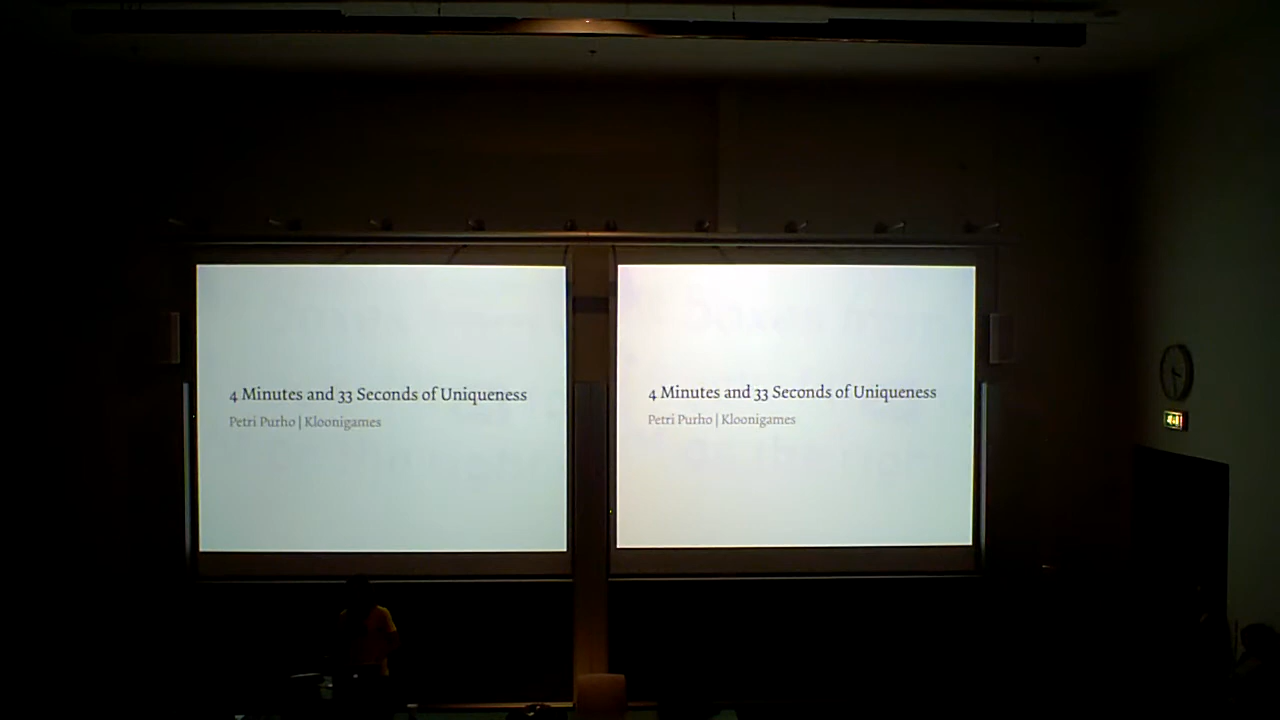 4 Minutes and 33 Seconds of Uniqueness
Petri Purho | Kloonigames
4 Minutes and 33 Seconds of Uniqueness
Petri Purho | Kloonigames